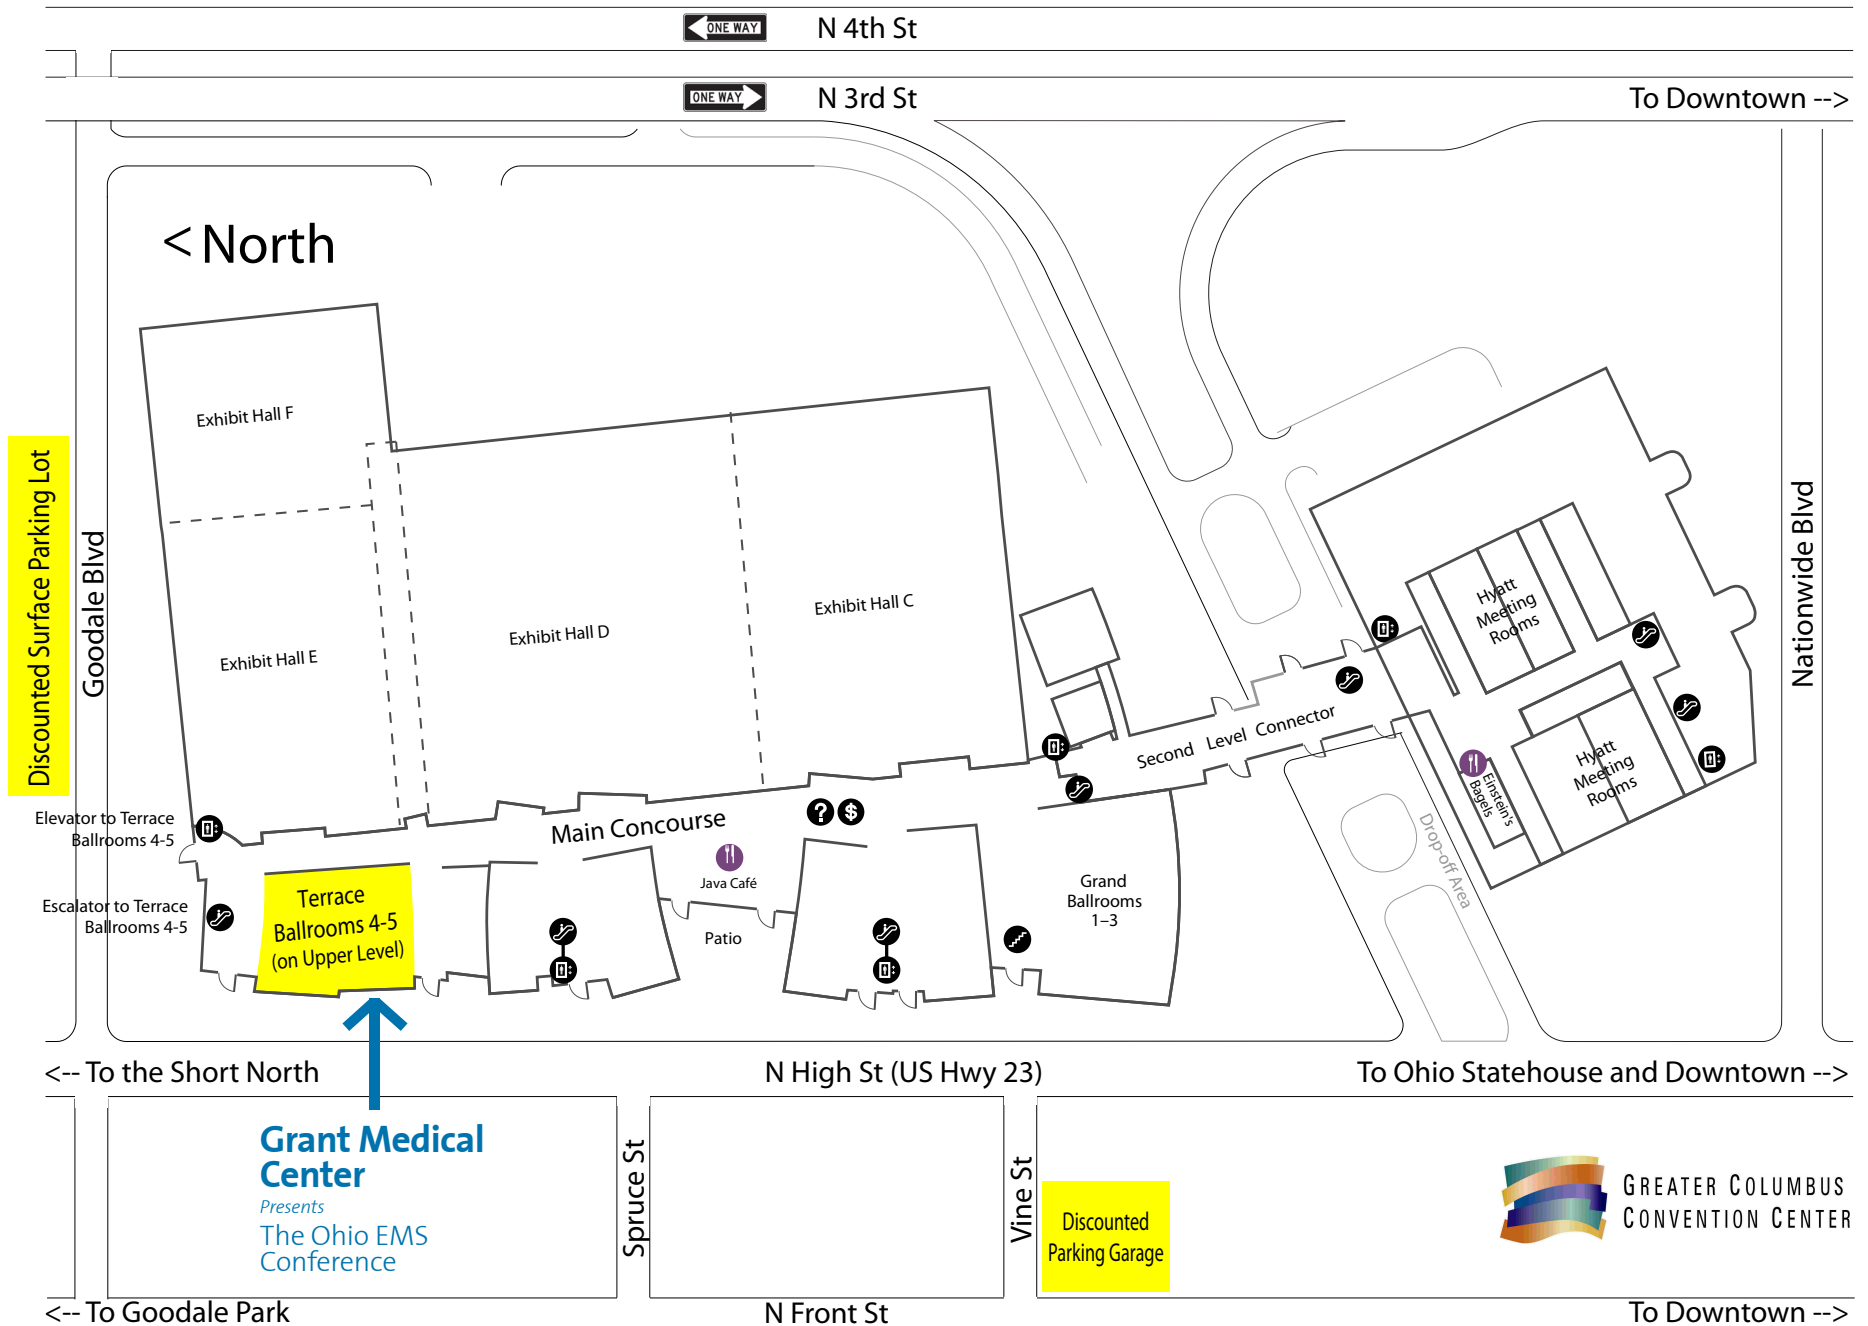 ONE WAY
N 4th St
ONE WAY
N 3rd St
To Downtown -->
< North
Exhibit Hall F
Exhibit Hall E
Exhibit Hall D
Exhibit Hall C
Discounted Surface Parking Lot
Goodale Blvd
Nationwide Blvd
Hyatt
Meeting
Rooms
Hyatt
Meeting
Rooms
Einstein's
Bagels
Second Level Connector
Drop-off Area
Elevator to Terrace
Ballrooms 4-5
Escalator to Terrace
Ballrooms 4-5
Main Concourse
?
$
Java Café
Patio
Terrace
Ballrooms 4-5
(on Upper Level)
Grand
Ballrooms
1–3
<-- To the Short North
N High St (US Hwy 23)
To Ohio Statehouse and Downtown -->
Grant Medical
Center
Presents
The Ohio EMS
Conference
Spruce St
Vine St
Discounted
Parking Garage
GREATER COLUMBUS
CONVENTION CENTER
<-- To Goodale Park
N Front St
To Downtown -->